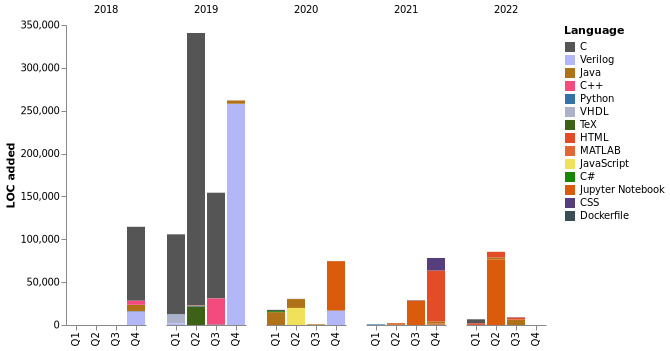 2018 2019 2020 2021 2022
350,000
300,000
250,000
200,000
150,000
100,000
50,000
0
LOC added
Q1 Q2 Q3 Q4 Q1 Q2 Q3 Q4 Q1 Q2 Q3 Q4 Q1 Q2 Q3 Q4 Q1 Q2 Q3 Q4
Language
C
Verilog
Java
C++
Python
VHDL
TeX
HTML
MATLAB
JavaScript
C#
Jupyter Notebook
CSS
Dockerfile